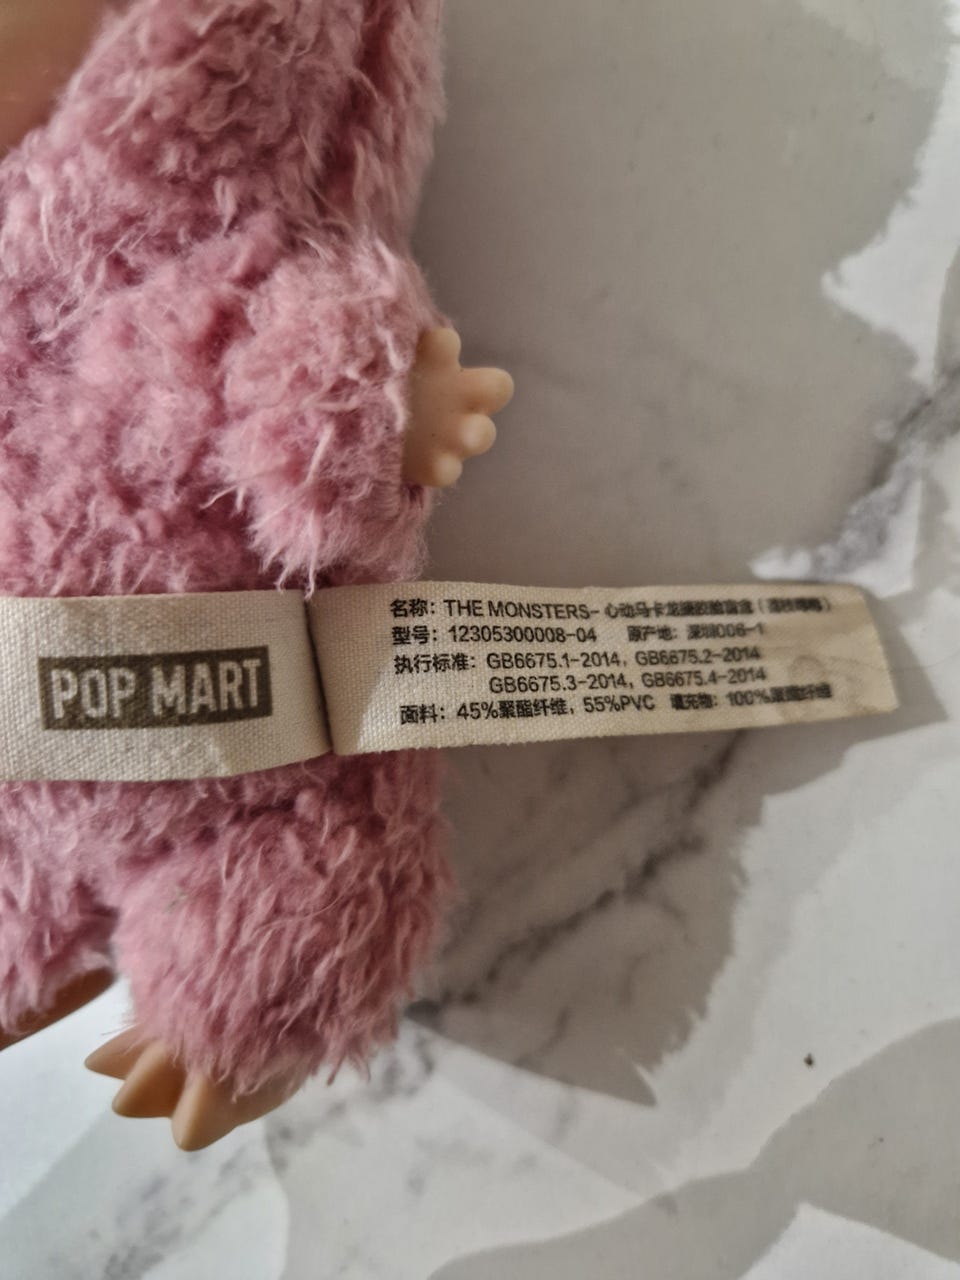 POP MART
名称：THE MONSTERS- 心动马卡龙搪胶脸盲盒
型号：12305300008-04 原产地：深圳006-1
执行标准：GB6675.1-2014，GB6675.2-2014
GB6675.3-2014，GB6675.4-2014
面料：45%聚酯纤维，55%PVC 填充物：100%聚酯纤维